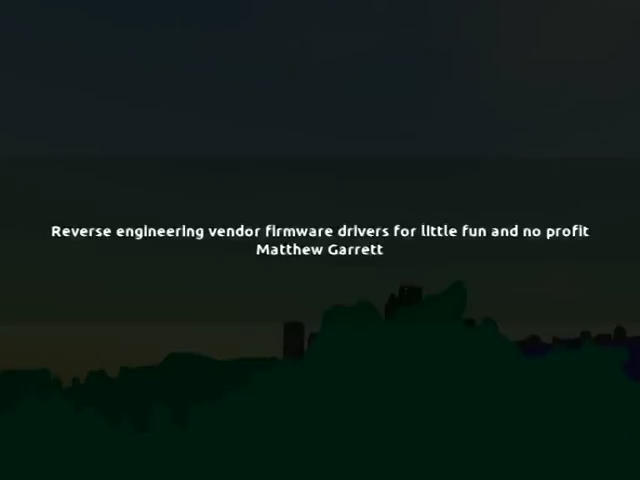 Reverse engineering vendor firmware drivers for little fun and no profit
Matthew Garrett